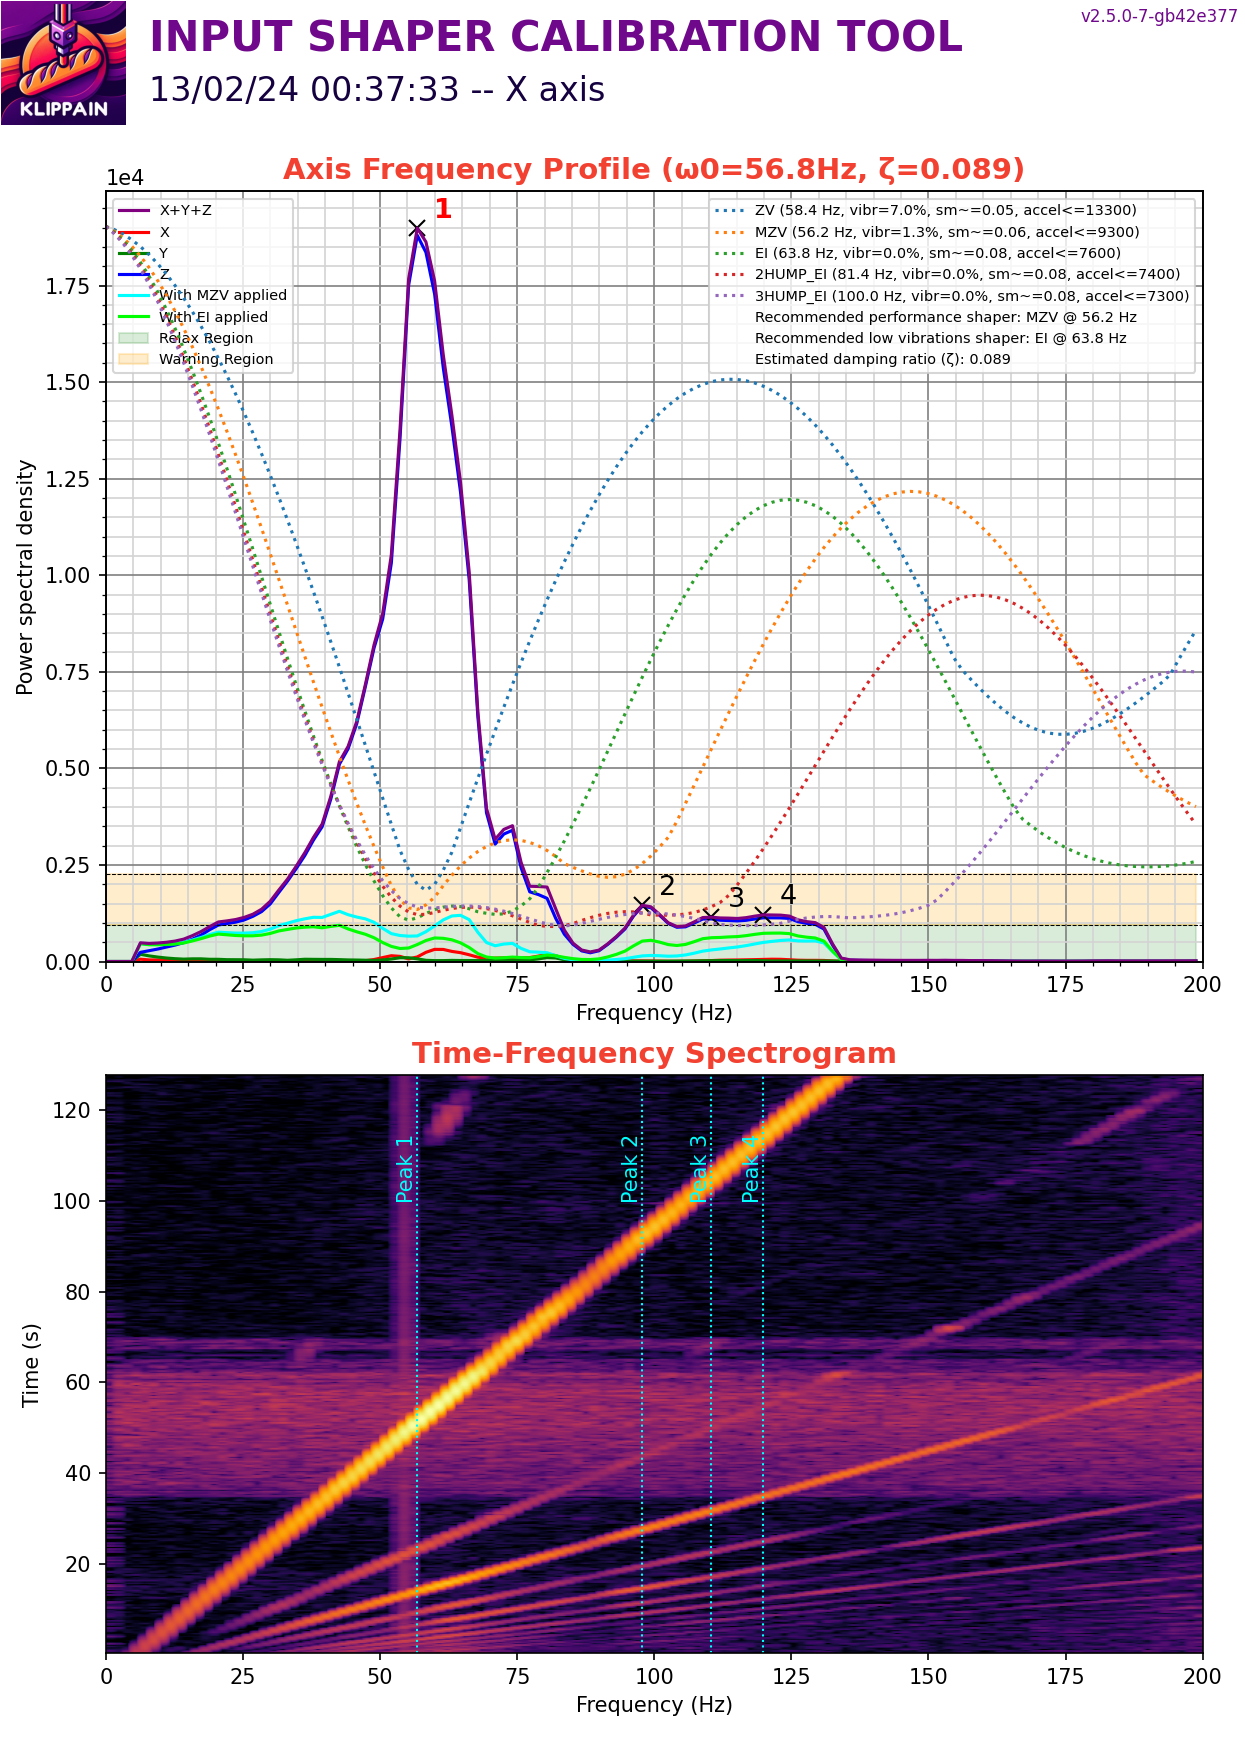 KLIPPAIN
INPUT SHAPER CALIBRATION TOOL
v2.5.0-7-gb42e377
13/02/24 00:37:33 -- X axis
Axis Frequency Profile (ω0=56.8Hz, ζ=0.089)
1e4
X+Y+Z
X
Y
Z
With MZV applied
With EI applied
Relax Region
Warning Region
1
ZV (58.4 Hz, vibr=7.0%, sm~=0.05, accel<=13300)
MZV (56.2 Hz, vibr=1.3%, sm~=0.06, accel<=9300)
EI (63.8 Hz, vibr=0.0%, sm~=0.08, accel<=7600)
2HUMP_EI (81.4 Hz, vibr=0.0%, sm~=0.08, accel<=7400)
3HUMP_EI (100.0 Hz, vibr=0.0%, sm~=0.08, accel<=7300)
Recommended performance shaper: MZV @ 56.2 Hz
Recommended low vibrations shaper: EI @ 63.8 Hz
Estimated damping ratio (ζ): 0.089
1.75
1.50
1.25
1.00
0.75
0.50
0.25
0.00
Power spectral density
2
3
4
0 25 50 75 100 125 150 175 200
Frequency (Hz)
Time-Frequency Spectrogram
120
100
80
60
40
20
Time (s)
Peak 1
Peak 2
Peak 3
Peak 4
0 25 50 75 100 125 150 175 200
Frequency (Hz)